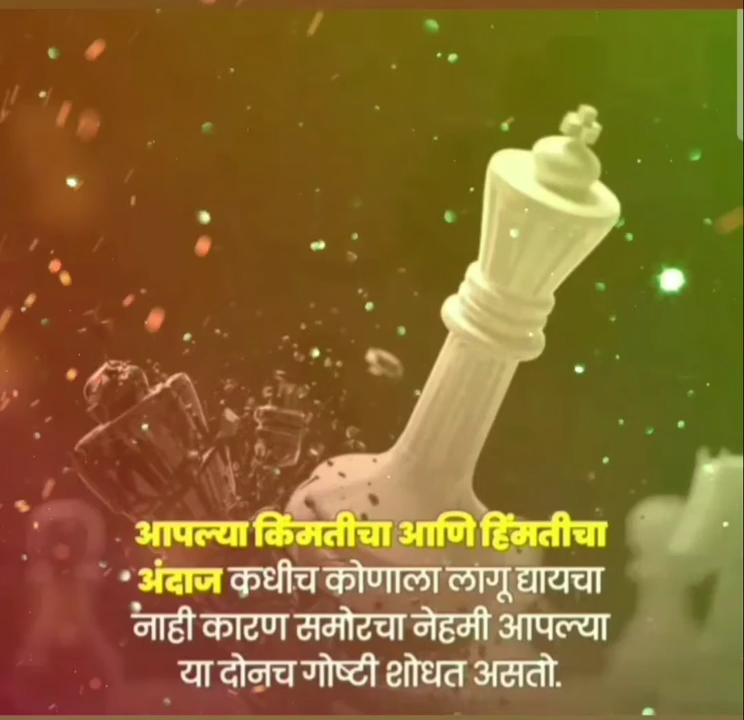 आपल्या किंमतीचा आणि हिंमतीचा
अंदाज कधीच कोणाला लागू द्यायचा
नाही कारण समोरचा नेहमी आपल्या
या दोनच गोष्टी शोधत असतो.